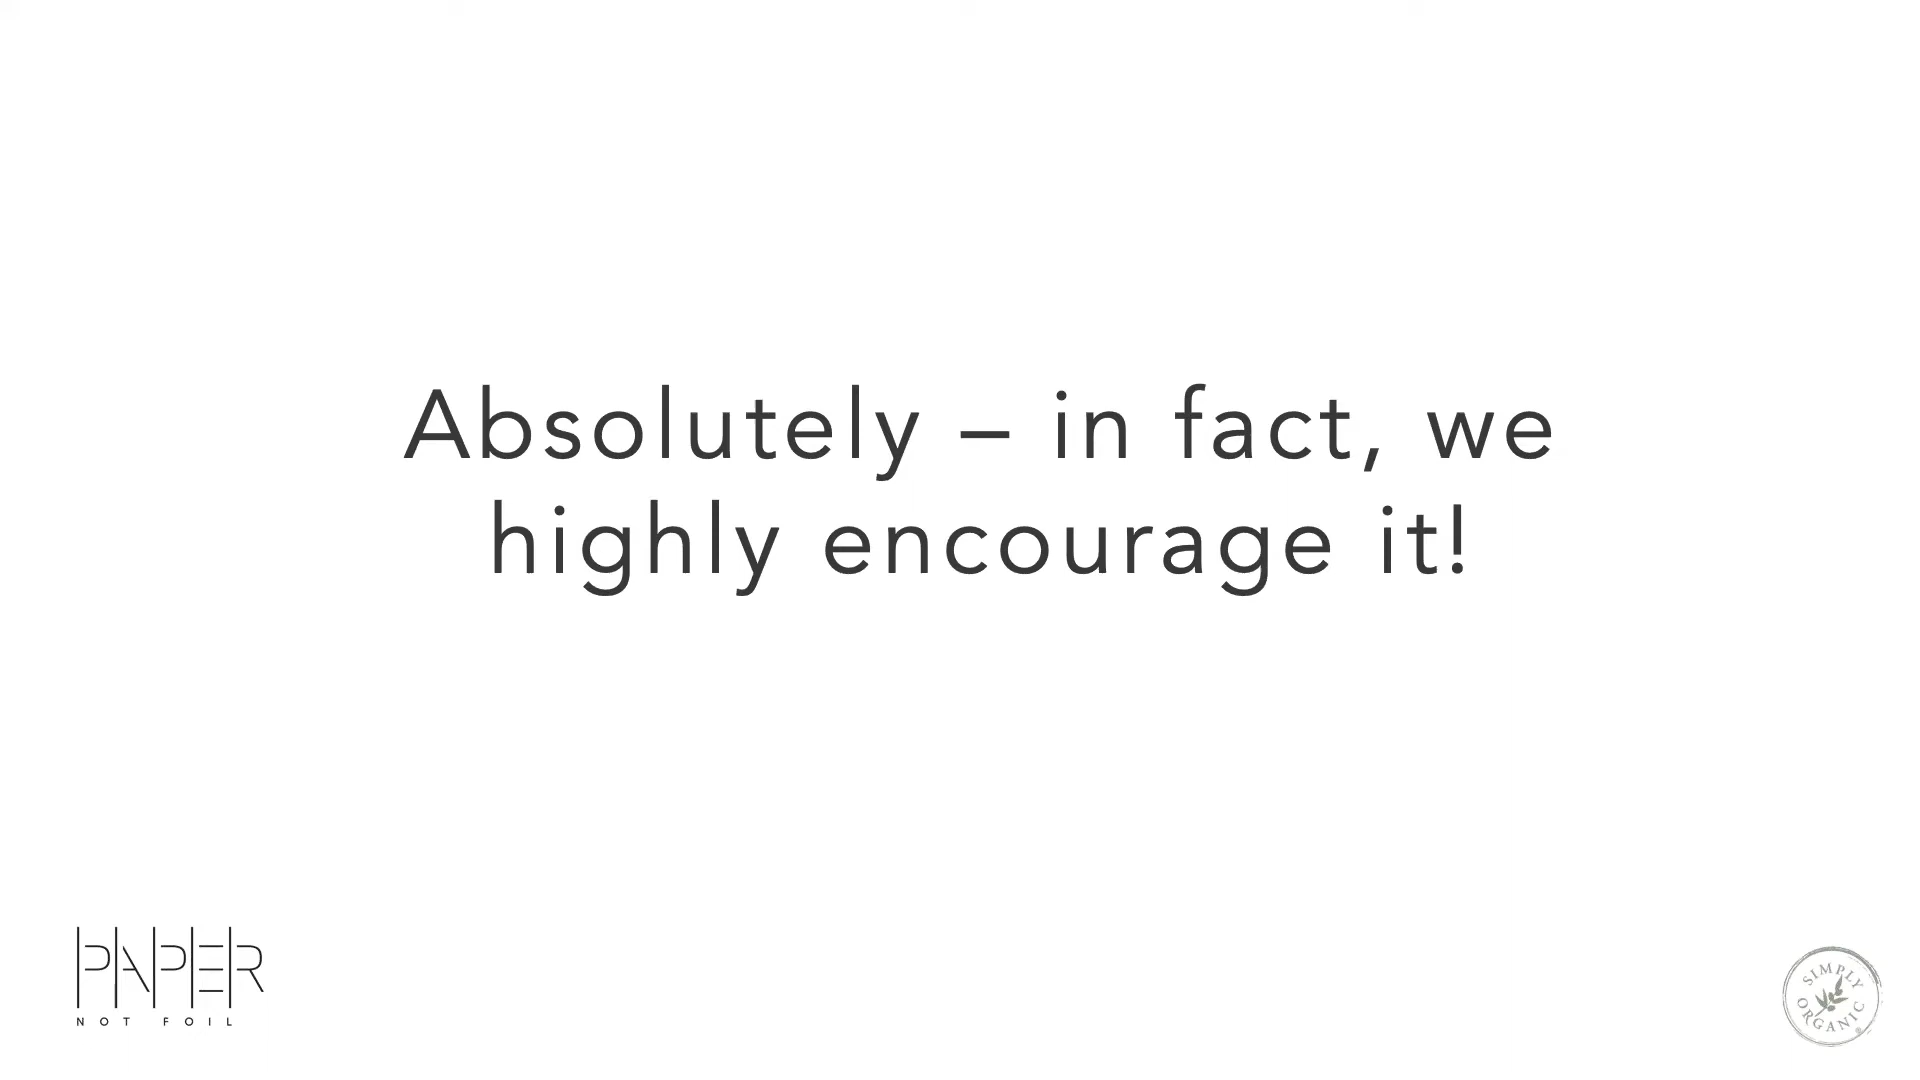 Absolutely – in fact, we
highly encourage it!
PAPER
NOT FOIL
SIMPLY
ORGANIC®